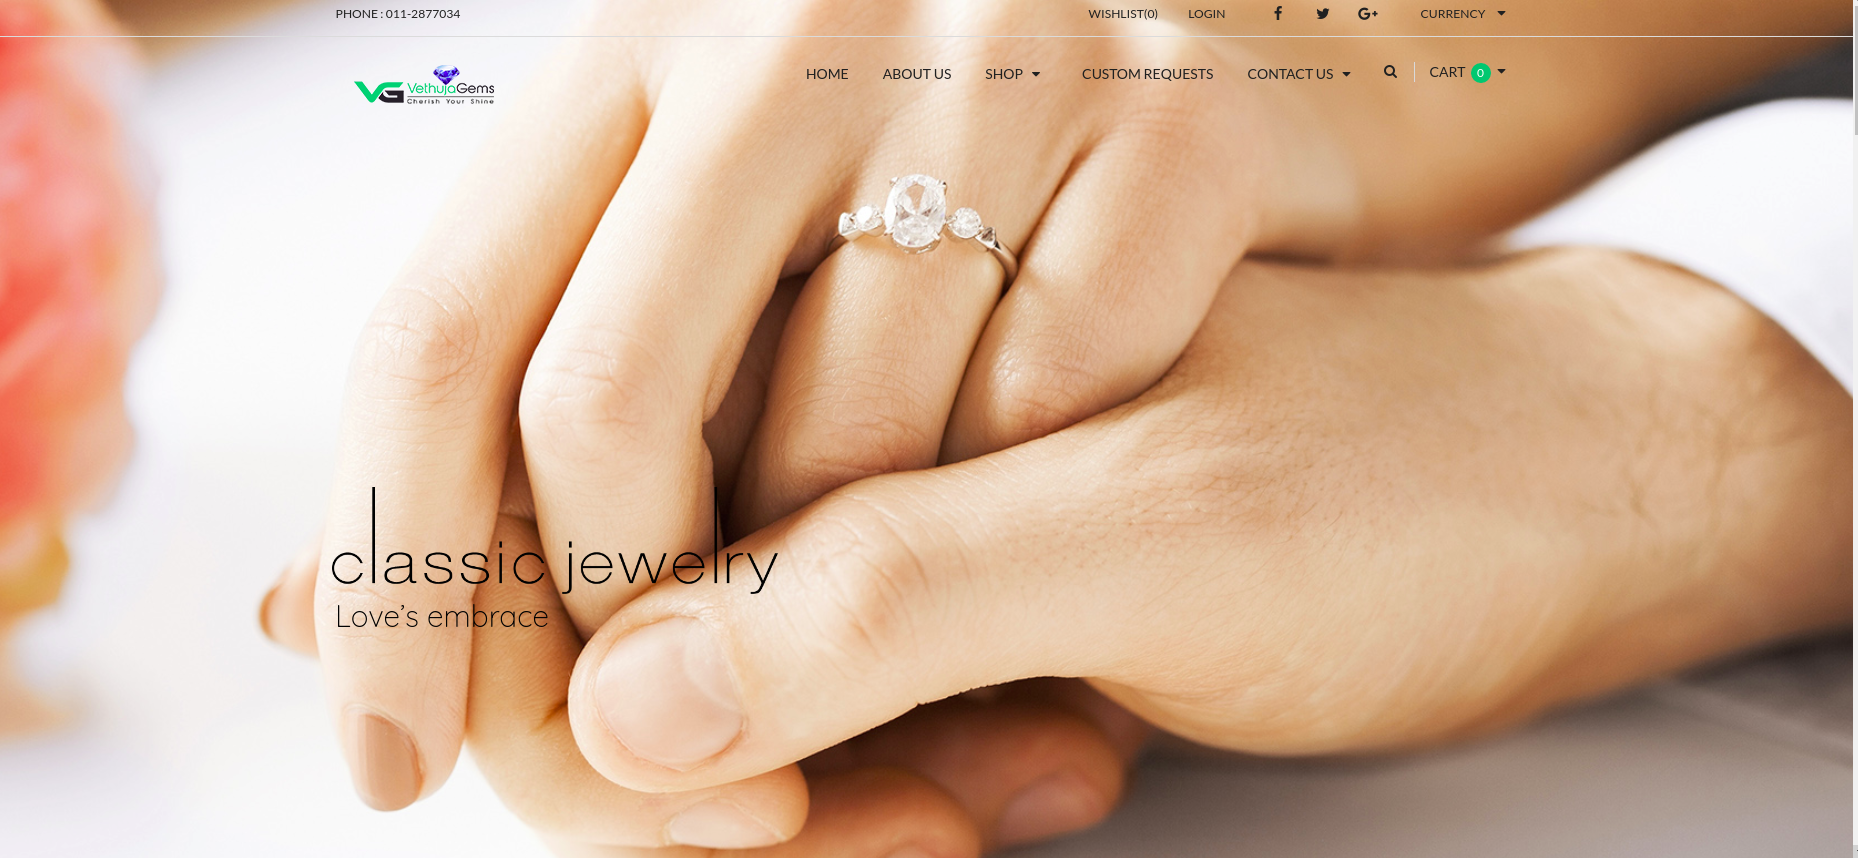 PHONE : 011-2877034
WISHLIST(0) LOGIN CURRENCY
VG VethujaGems
Cherish Your Shine
HOME ABOUT US SHOP CUSTOM REQUESTS CONTACT US CART 0
classic jewelry
Love's embrace